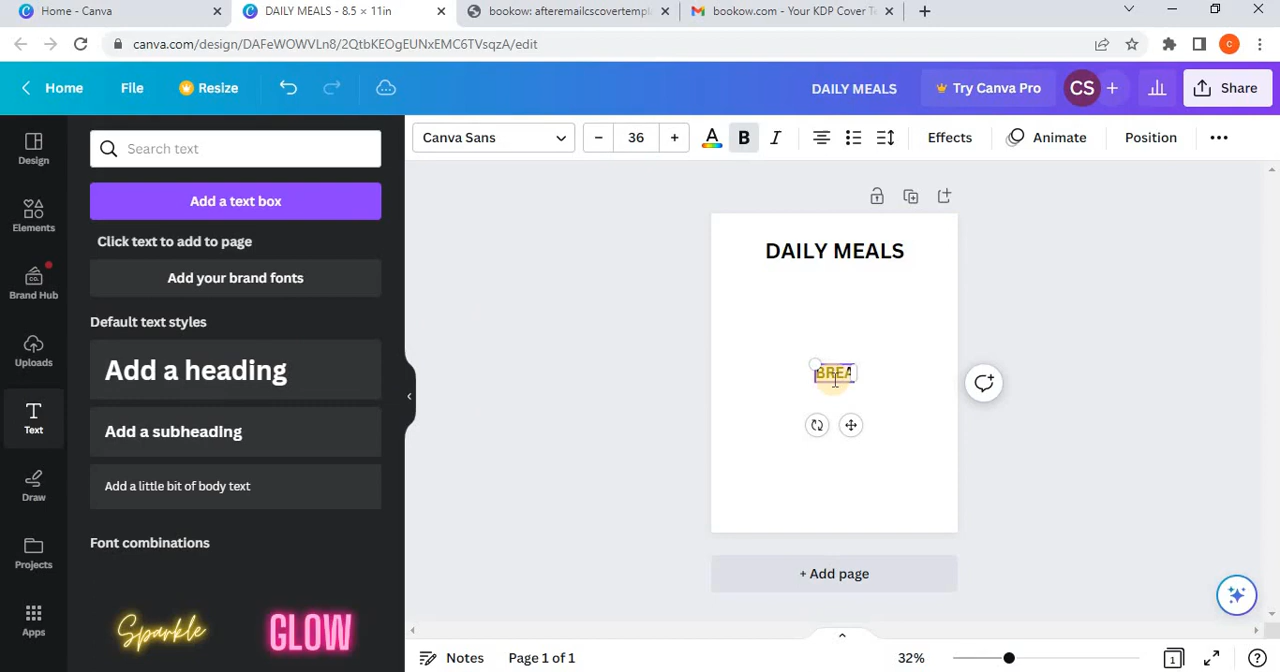 Home - Canva
DAILY MEALS - 8.5 × 11in
bookow: afteremailcscovertempl
bookow.com - Your KDP Cover Te
canva.com/design/DAFeWOWVLn8/2QtbKEOgEUNxEMC6TVsqzA/edit
C
Home
File
Resize
DAILY MEALS
Try Canva Pro
CS
Share
Design
Elements
Brand Hub
Uploads
Text
Draw
Projects
Apps
Search text
Add a text box
Click text to add to page
Add your brand fonts
Default text styles
Add a heading
Add a subheading
Add a little bit of body text
Font combinations
Sparkle
GLOW
Canva Sans
36
A
B
I
Effects
Animate
Position
DAILY MEALS
BREA
+ Add page
Notes
Page 1 of 1
32%
1